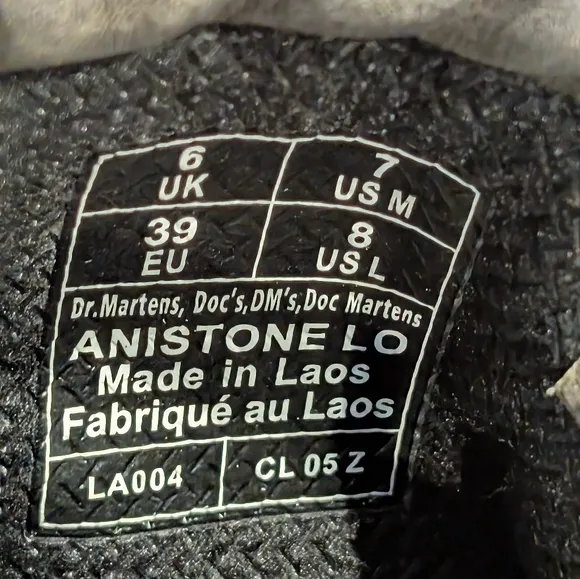 6 7
UK US M
39 8
EU US L
Dr.Martens, Doc's,DM's,Doc Martens
ANISTONE LO
Made in Laos
Fabriqué au Laos
LA004 CL 05 Z